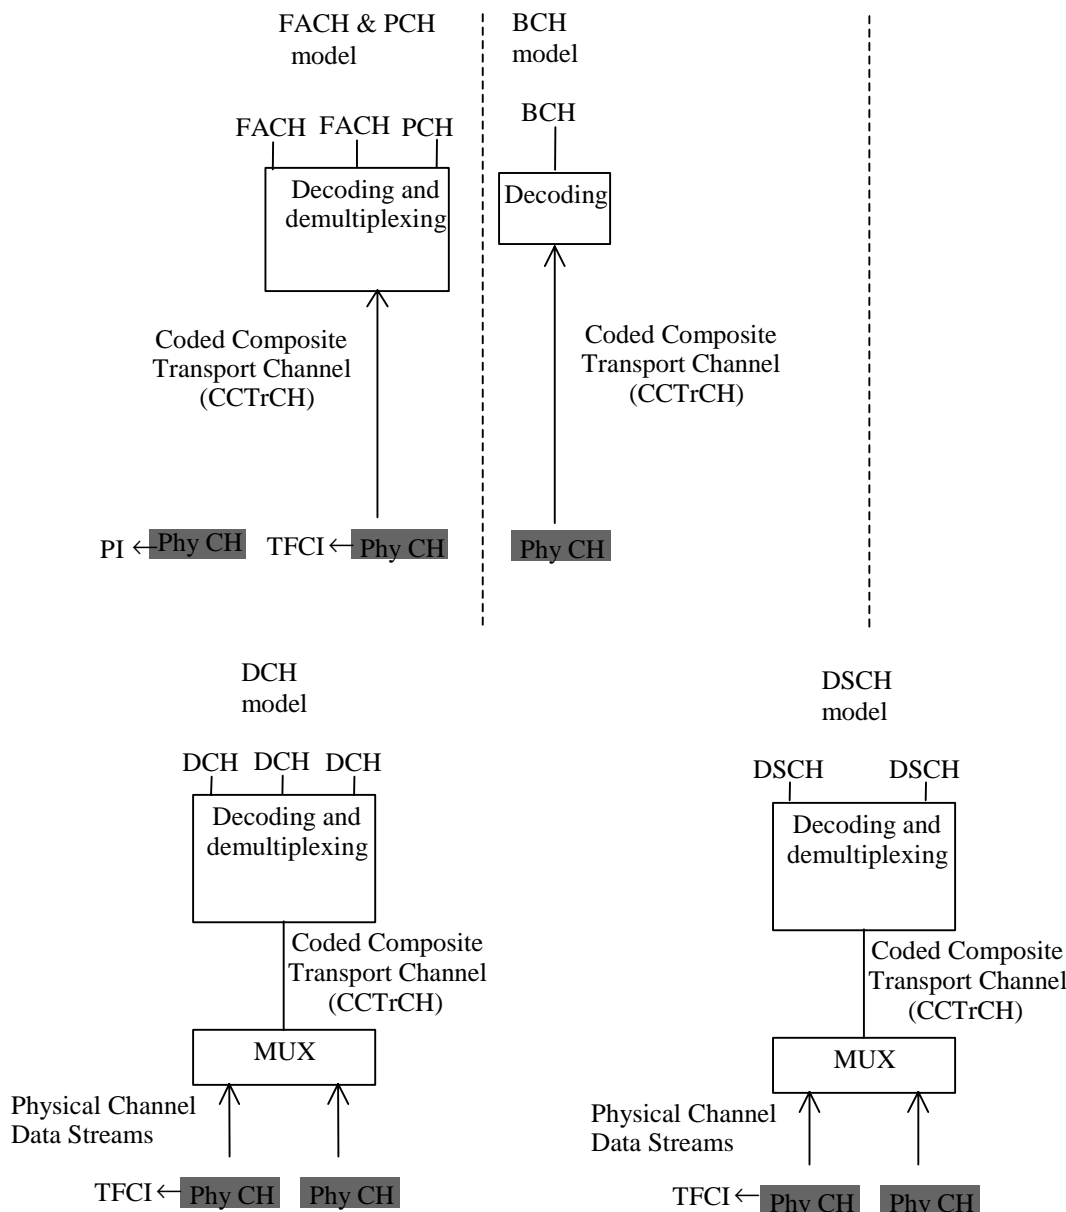 FACH & PCH
model
BCH
model
FACH FACH PCH
BCH
Decoding and
demultiplexing
Decoding
Coded Composite
Transport Channel
(CCTrCH)
Coded Composite
Transport Channel
(CCTrCH)
PI ← Phy CH
TFCI ← Phy CH
Phy CH
DCH
model
DSCH
model
DCH DCH DCH
DSCH DSCH
Decoding and
demultiplexing
Decoding and
demultiplexing
Coded Composite
Transport Channel
(CCTrCH)
Coded Composite
Transport Channel
(CCTrCH)
MUX
MUX
Physical Channel
Data Streams
Physical Channel
Data Streams
TFCI ← Phy CH Phy CH
TFCI ← Phy CH Phy CH